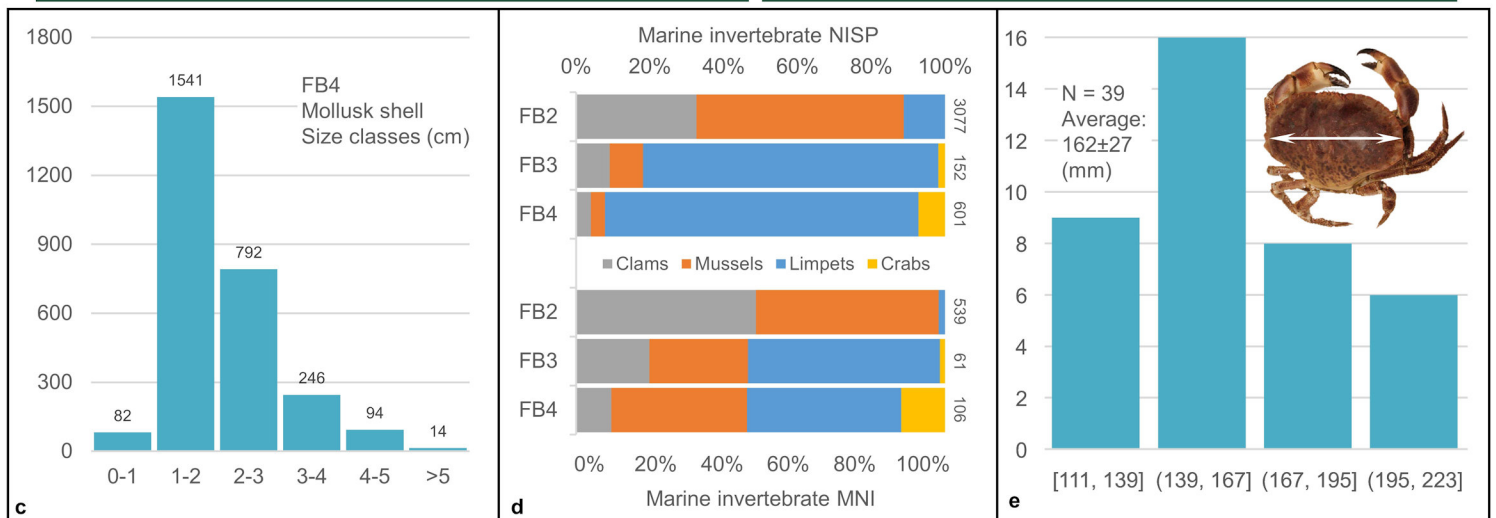 1800
1500
1200
900
600
300
0
1541
792
246
94
82
14
FB4
Mollusk shell
Size classes (cm)
0-1 1-2 2-3 3-4 4-5 >5
c
Marine invertebrate NISP
0% 20% 40% 60% 80% 100%
FB2 3077
FB3 152
FB4 601
Clams Mussels Limpets Crabs
FB2 539
FB3 61
FB4 106
0% 20% 40% 60% 80% 100%
Marine invertebrate MNI
d
16
14
12
10
8
6
4
2
0
N = 39
Average:
162±27
(mm)
[111, 139] (139, 167] (167, 195] (195, 223]
e